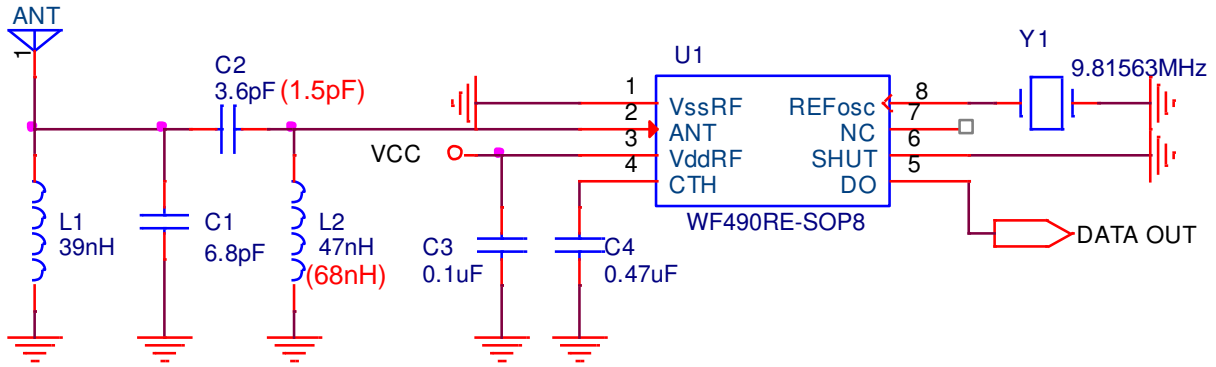 ANT
1
C2
3.6pF (1.5pF)
L1
39nH
C1
6.8pF
L2
47nH
(68nH)
VCC
C3
0.1uF
C4
0.47uF
U1
1
2
3
4
VssRF
ANT
VddRF
CTH
REFosc
NC
SHUT
DO
8
7
6
5
WF490RE-SOP8
Y1
9.81563MHz
DATA OUT